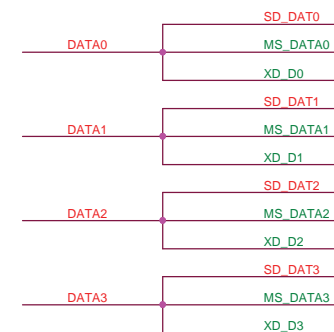 SD_DAT0
DATA0 MS_DATA0
XD_D0
SD_DAT1
DATA1 MS_DATA1
XD_D1
SD_DAT2
DATA2 MS_DATA2
XD_D2
SD_DAT3
DATA3 MS_DATA3
XD_D3